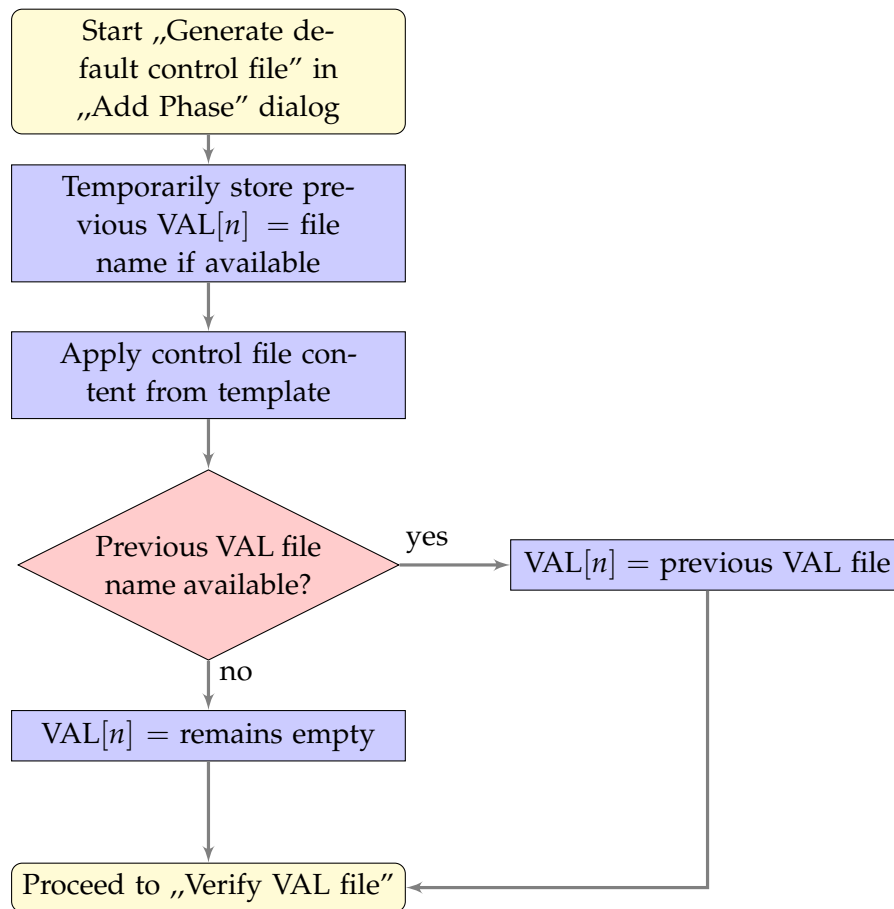 Start „Generate de-
fault control file” in
„Add Phase” dialog
Temporarily store pre-
vious VAL[n] = file
name if available
Apply control file con-
tent from template
Previous VAL file
name available?
yes
VAL[n] = previous VAL file
no
VAL[n] = remains empty
Proceed to „Verify VAL file”